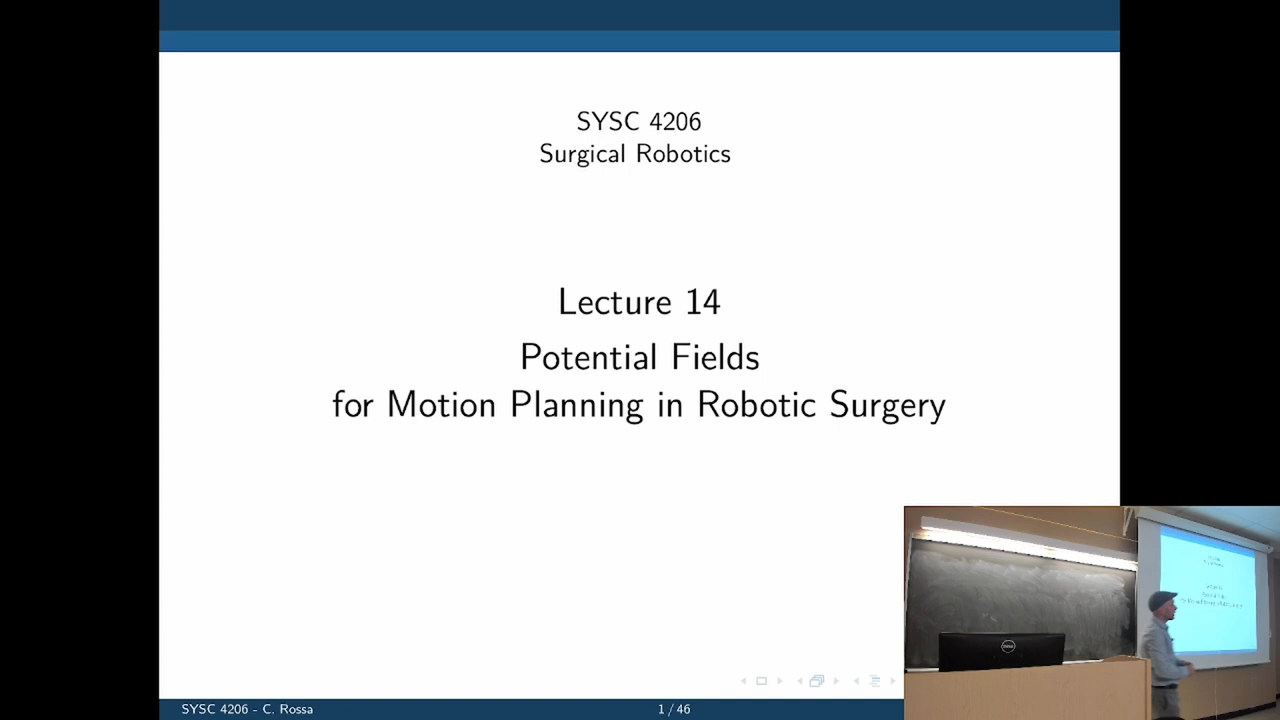 SYSC 4206
Surgical Robotics
Lecture 14
Potential Fields
for Motion Planning in Robotic Surgery
SYSC 4206 - C. Rossa
1 / 46
DELL